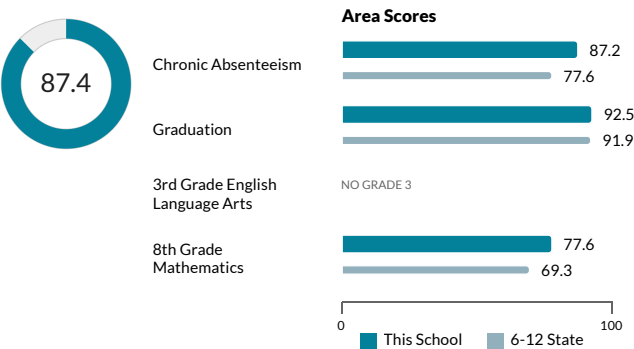 Area Scores
87.4
Chronic Absenteeism
87.2
77.6
Graduation
92.5
91.9
3rd Grade English
Language Arts
NO GRADE 3
8th Grade
Mathematics
77.6
69.3
0
100
This School
6-12 State